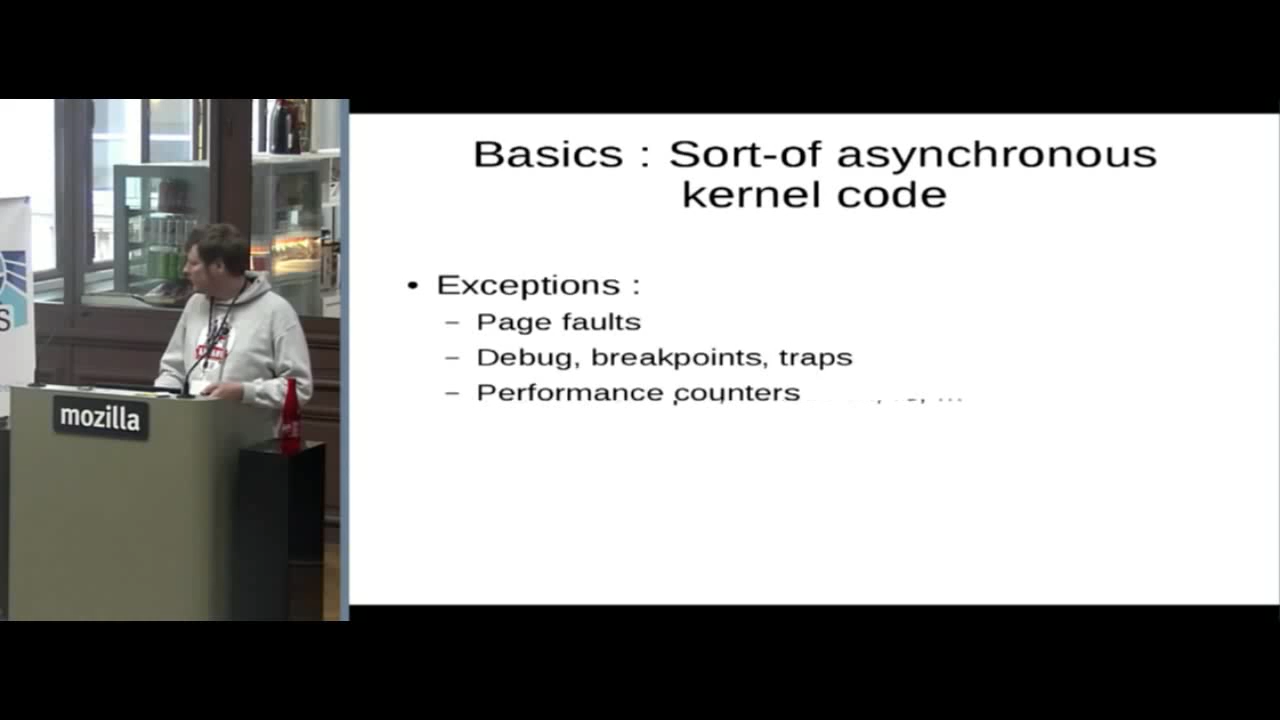 Basics : Sort-of asynchronous
kernel code
• Exceptions :
– Page faults
– Debug, breakpoints, traps
– Performance counters
mozilla
S